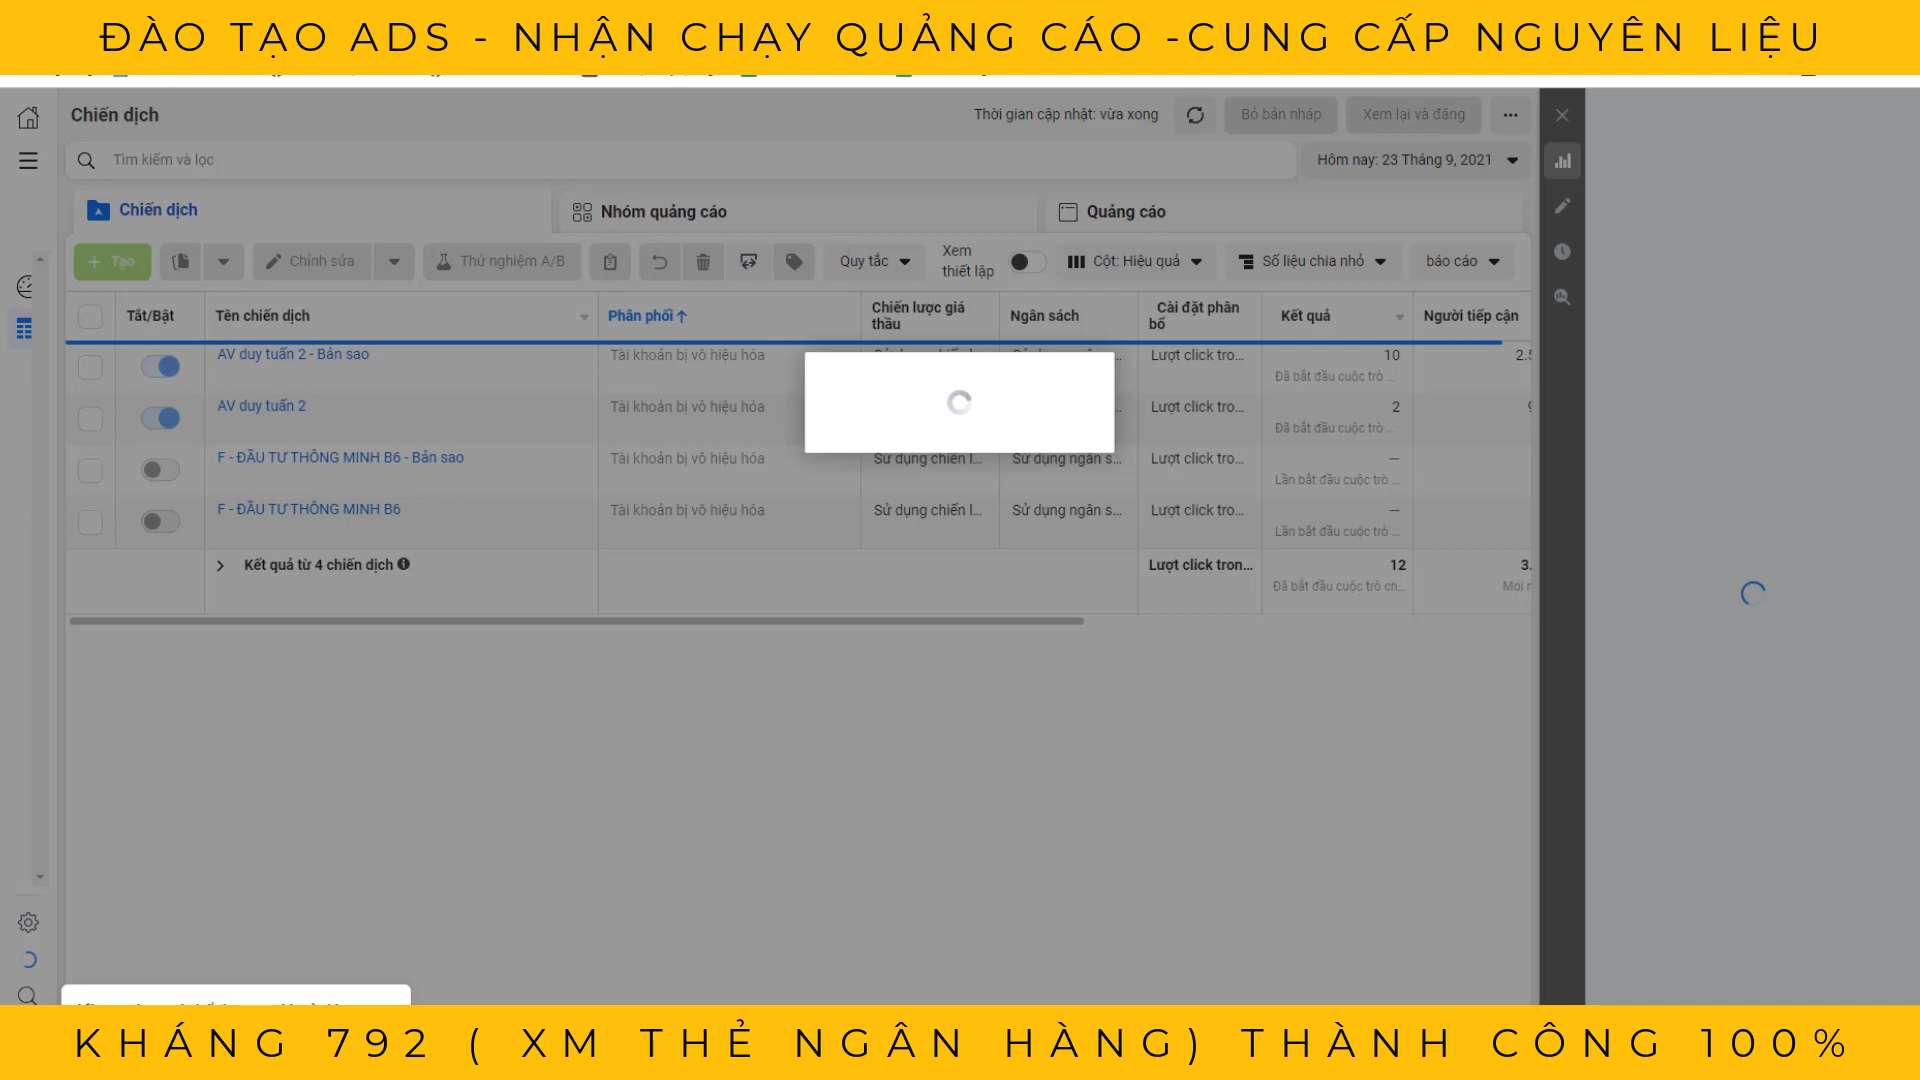 ĐÀO TẠO ADS - NHẬN CHẠY QUẢNG CÁO -CUNG CẤP NGUYÊN LIỆU
Chiến dịch
Thời gian cập nhật: vừa xong
Bỏ bản nháp
Xem lại và đăng
Tìm kiếm và lọc
Hôm nay: 23 Tháng 9, 2021
Chiến dịch
Nhóm quảng cáo
Quảng cáo
+ Tạo
Chỉnh sửa
Thử nghiệm A/B
Quy tắc
Xem
thiết lập
Cột: Hiệu quả
Số liệu chia nhỏ
báo cáo
Tắt/Bật
Tên chiến dịch
Phân phối↑
Chiến lược giá
thầu
Ngân sách
Cài đặt phân
bổ
Kết quả
Người tiếp cận
AV duy tuấn 2 - Bản sao
Tài khoản bị vô hiệu hóa
Lượt click tro...
10
2.5
Đã bắt đầu cuộc trò ...
AV duy tuấn 2
Tài khoản bị vô hiệu hóa
Lượt click tro...
2
Đã bắt đầu cuộc trò ...
F - ĐẦU TƯ THÔNG MINH B6 - Bản sao
Tài khoản bị vô hiệu hóa
Sử dụng chiến l...
Sử dụng ngân s...
Lượt click tro...
—
Lần bắt đầu cuộc trò ...
F - ĐẦU TƯ THÔNG MINH B6
Tài khoản bị vô hiệu hóa
Sử dụng chiến l...
Sử dụng ngân s...
Lượt click tro...
—
Lần bắt đầu cuộc trò ...
Kết quả từ 4 chiến dịch
Lượt click tron...
12
3.
Đã bắt đầu cuộc trò ch...
Mọi
KHÁNG 792 ( XM THẺ NGÂN HÀNG) THÀNH CÔNG 100%